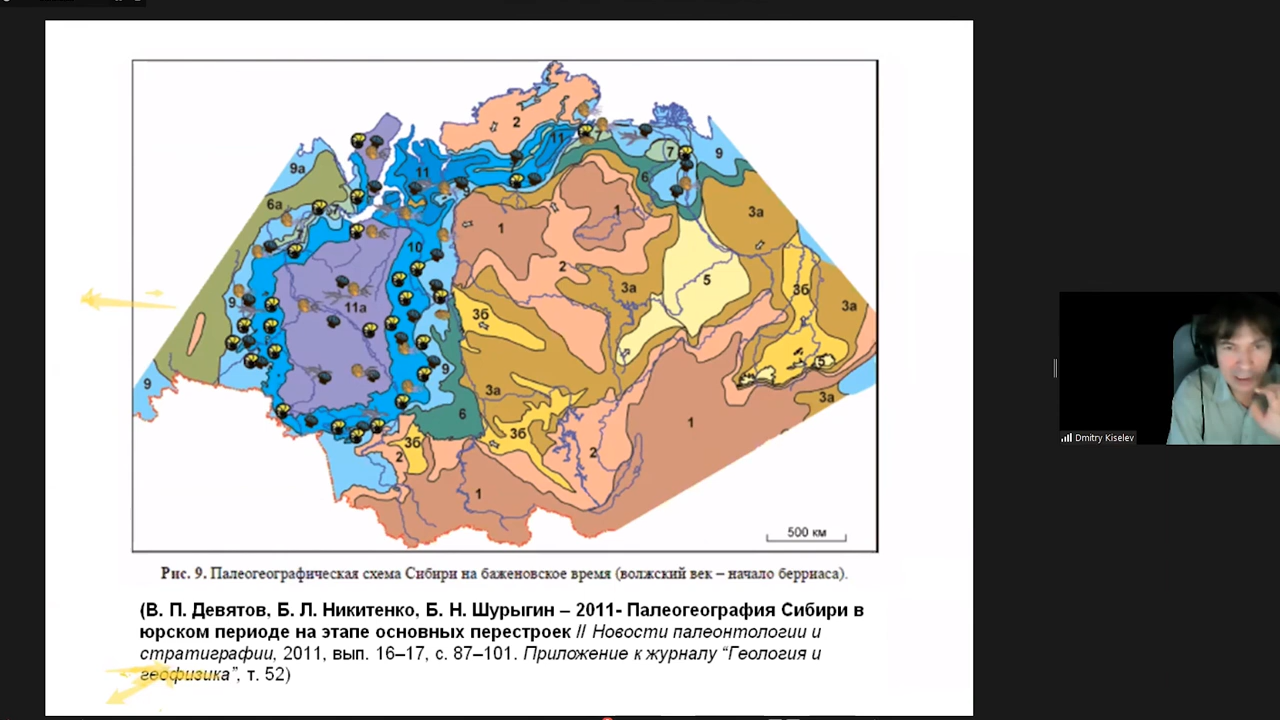 2
11
7
9
7
9а
11
6
6а
3а
1
1
10
2
5
9
3а
3б
11а
3а
3б
5
9
3а
9
3а
6
1
3б
3б
2
2
1
500 км
Рис. 9. Палеогеографическая схема Сибири на баженовское время (волжский век – начало берриаса).
(В. П. Девятов, Б. Л. Никитенко, Б. Н. Шурыгин – 2011- Палеогеография Сибири в
юрском периоде на этапе основных перестроек // Новости палеонтологии и
стратиграфии, 2011, вып. 16–17, с. 87–101. Приложение к журналу “Геология и
геофизика”, т. 52)
Dmitry Kiselev